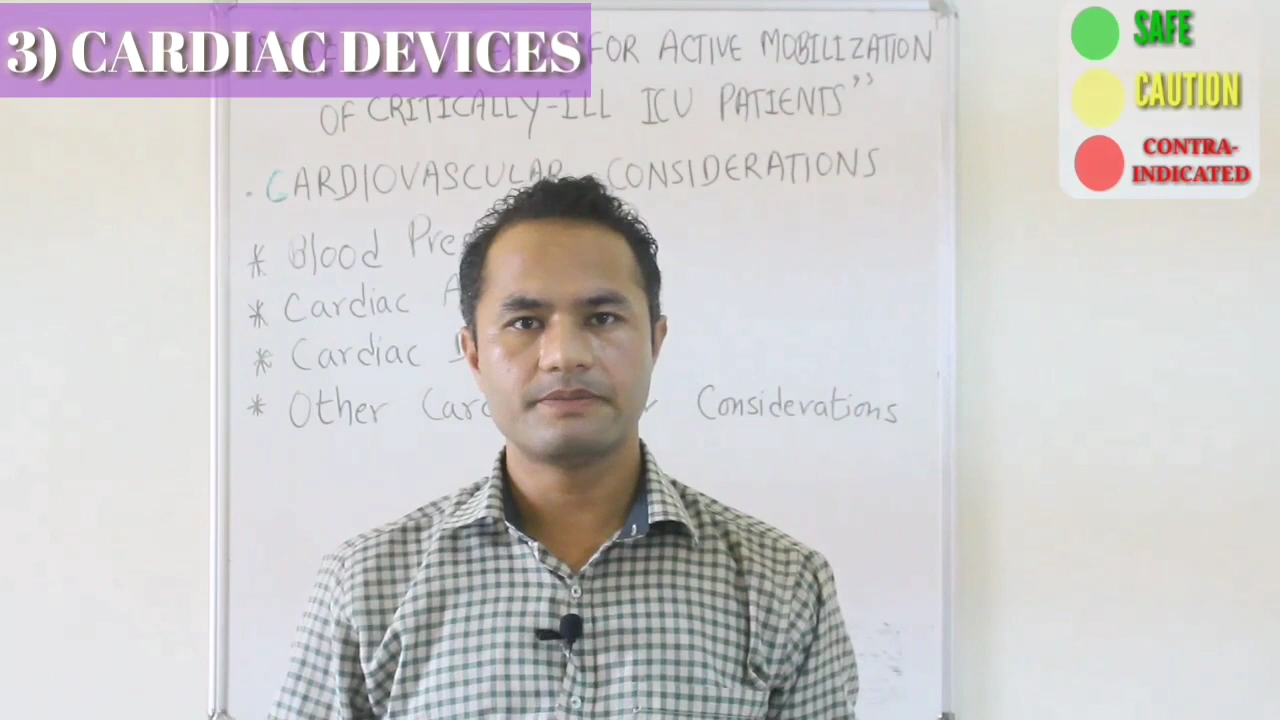 3) CARDIAC DEVICES
FOR ACTIVE MOBILIZATION
OF CRITICALLY-ILL ICU PATIENTS"
. CARDIOVASCULAR CONSIDERATIONS
* Blood Pre
* Cardiac A
* Cardiac
* Other Car Considerations
SAFE
CAUTION
CONTRA-
INDICATED